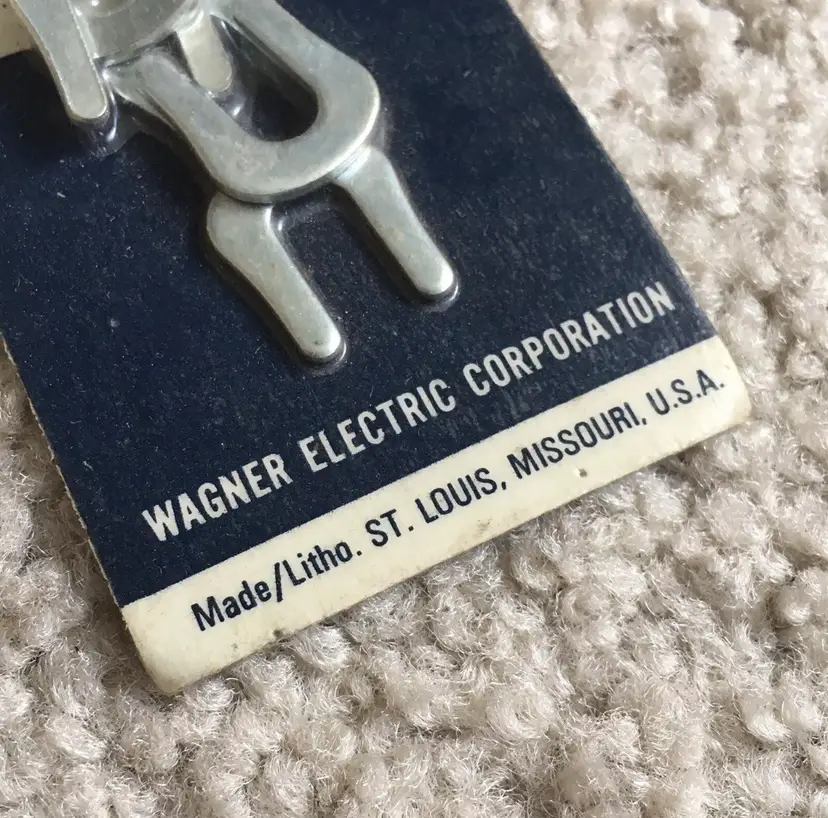 WAGNER ELECTRIC CORPORATION
Made/Litho. ST. LOUIS, MISSOURI, U.S.A.